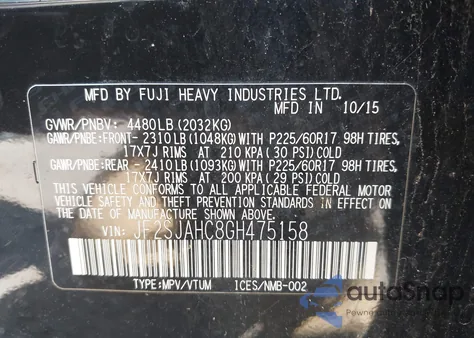 MFD BY FUJI HEAVY INDUSTRIES LTD.
IN JAPAN 10/15
GVWR/PNBV: 4480LB(2032KG)
GAWR/PNBE:FRONT-2310LB(1048KG)WITH P225/60R17 98H TIRES,
17X7J RIMS AT 210 KPA(30 PSI)COLD
GAWR/PNBE:REAR -2410LB(1093KG)WITH P225/60R17 98H TIRES,
17X7J RIMS AT 200 KPA(29 PSI)COLD
THIS VEHICLE CONFORMS TO ALL APPLICABLE FEDERAL MOTOR
VEHICLE SAFETY, BUMPER, AND THEFT PREVENTION STANDARDS IN
EFFECT ON THE DATE OF MANUFACTURE SHOWN ABOVE.
VIN: JF2SJAHC8GH475158
TYPE:MPV/VTUM ICES/NMB-002
autoSnap